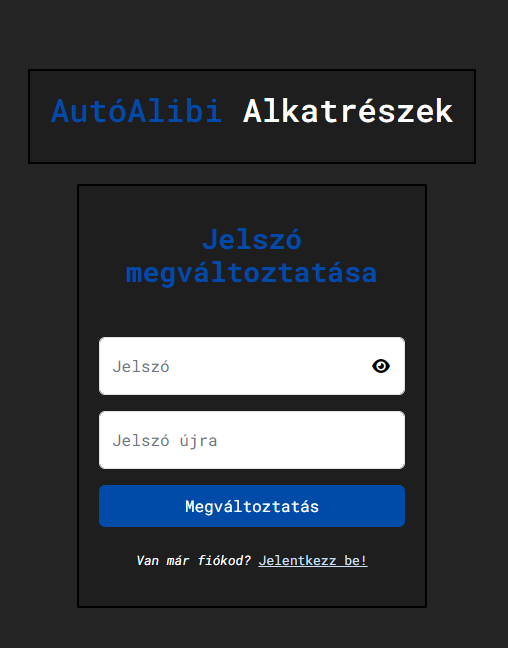 AutóAlibi Alkatrészek
Jelszó
megváltoztatása
Jelszó
Jelszó újra
Megváltoztatás
Van már fiókod? Jelentkezz be!